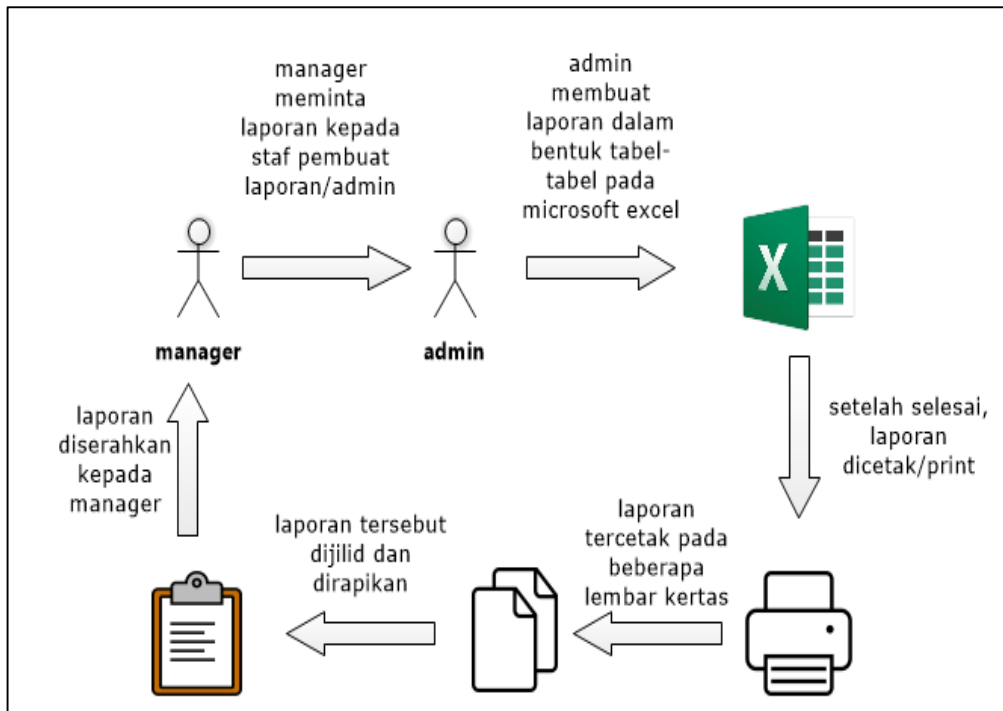 manager
meminta
laporan kepada
staf pembuat
laporan/admin
admin
membuat
laporan dalam
bentuk tabel-
tabel pada
microsoft excel
X
manager
admin
laporan
diserahkan
kepada
manager
setelah selesai,
laporan
dicetak/print
laporan tersebut
dijilid dan
dirapikan
laporan
tercetak pada
beberapa
lembar kertas